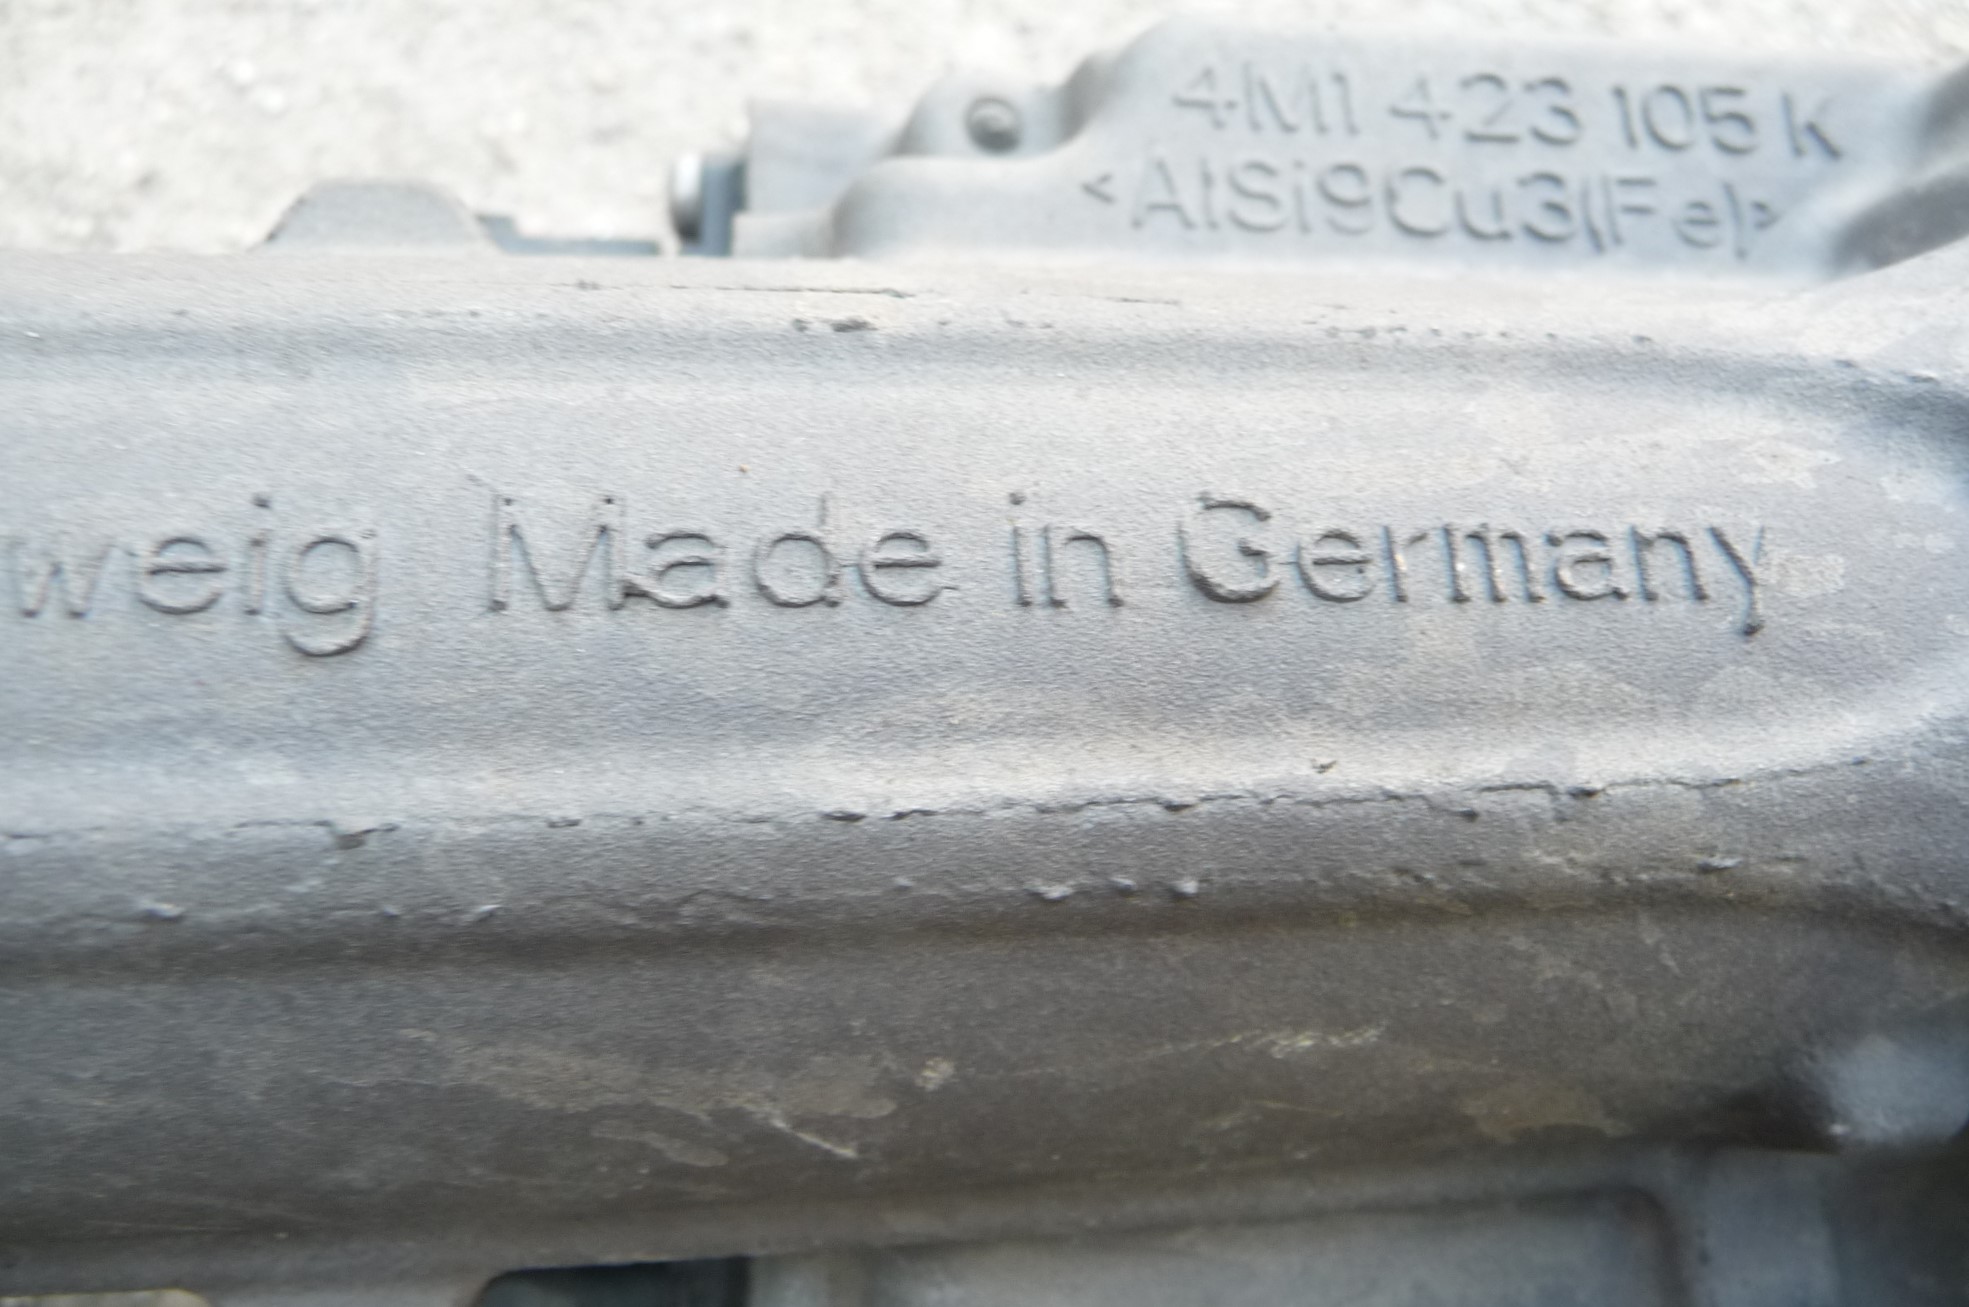 4M1 423 105 K
<AlSi9Cu3(Fe)>
weig Made in Germany